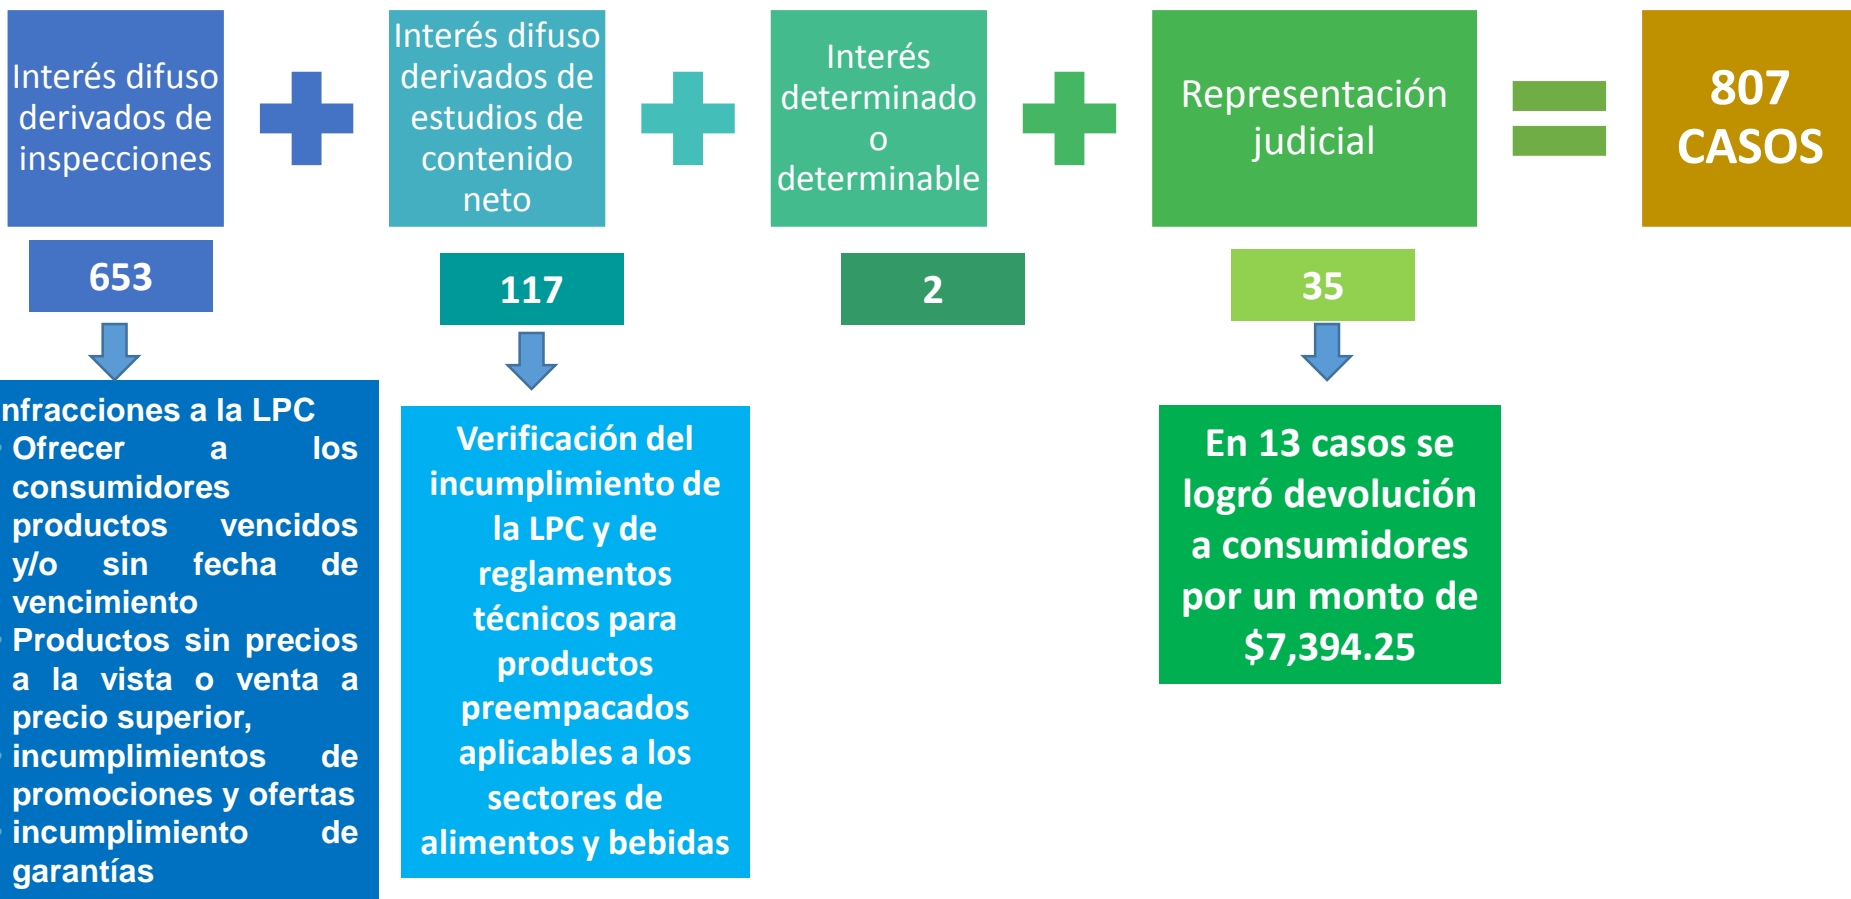 Interés difuso
derivados de
inspecciones
Interés difuso
derivados de
estudios de
contenido
neto
Interés
determinado
o
determinable
Representación
judicial
807
CASOS
653
117
2
35
nfracciones a la LPC
Ofrecer a los
consumidores
productos vencidos
y/o sin fecha de
vencimiento
Productos sin precios
a la vista o venta a
precio superior,
incumplimientos de
promociones y ofertas
incumplimiento de
garantías
Verificación del
incumplimiento de
la LPC y de
reglamentos
técnicos para
productos
preempacados
aplicables a los
sectores de
alimentos y bebidas
En 13 casos se
logró devolución
a consumidores
por un monto de
$7,394.25